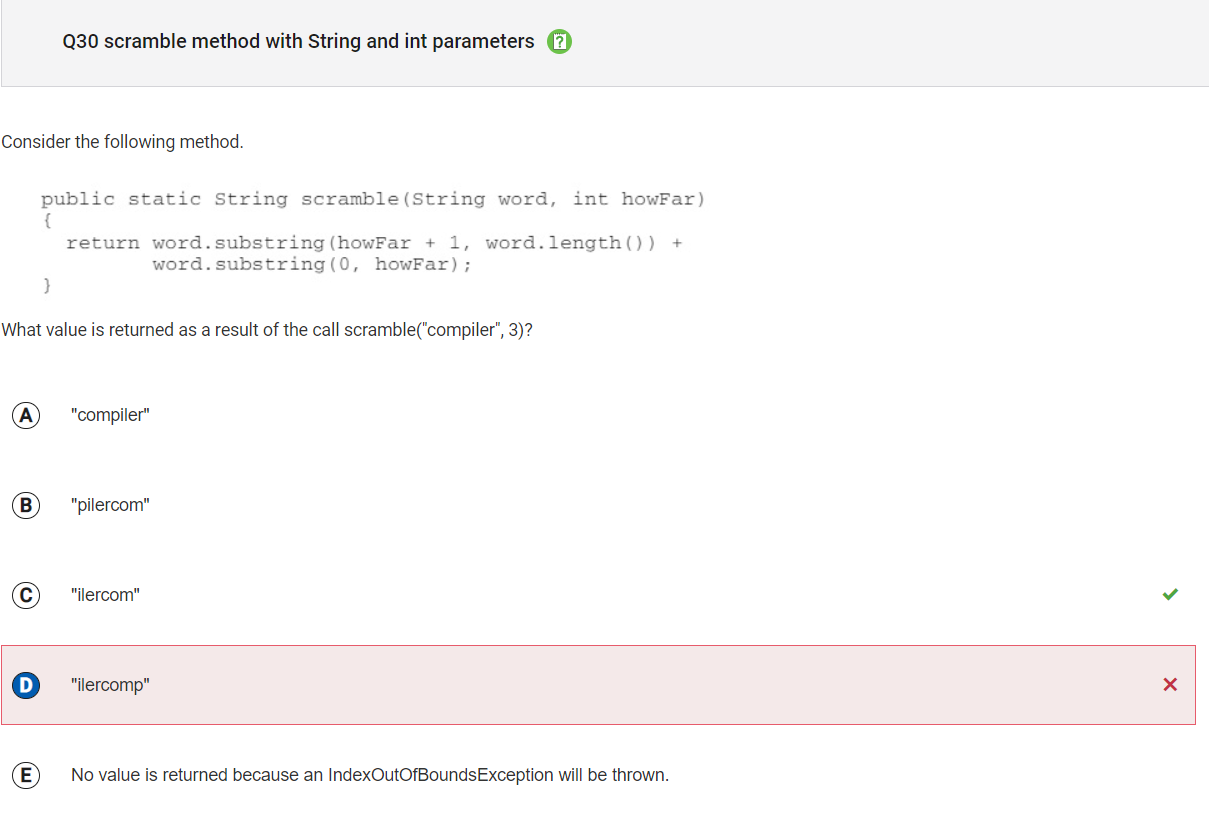 Q30 scramble method with String and int parameters
Consider the following method.
public static String scramble(String word, int howFar)
{
return word.substring(howFar + 1, word.length()) +
word.substring(0, howFar);
}
What value is returned as a result of the call scramble("compiler", 3)?
A "compiler"
B "pilercom"
C "ilercom"
D "ilercomp"
E No value is returned because an IndexOutOfBoundsException will be thrown.